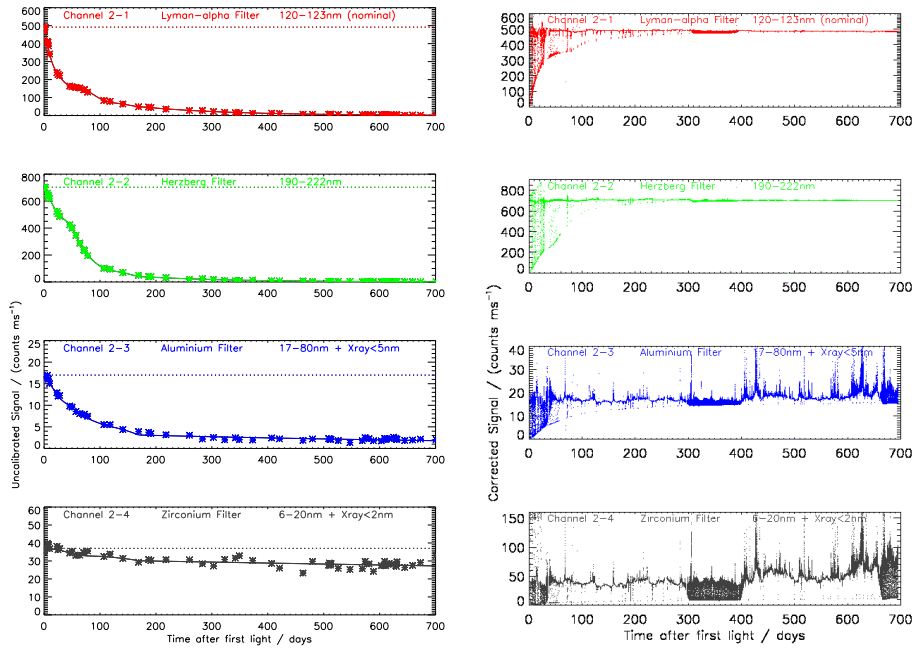 Channel 2-1 Lyman-alpha Filter 120-123nm (nominal)
600
500
400
300
200
100
0
0 100 200 300 400 500 600 700
Channel 2-2 Herzberg Filter 190-222nm
800
600
400
200
0
0 100 200 300 400 500 600 700
Uncalibrated Signal / (counts ms⁻¹)
Channel 2-3 Aluminium Filter 17-80nm + Xray<5nm
25
20
15
10
5
0
0 100 200 300 400 500 600 700
Channel 2-4 Zirconium Filter 6-20nm + Xray<2nm
60
50
40
30
20
10
0
0 100 200 300 400 500 600 700
Time after first light / days
Channel 2-1 Lyman-alpha Filter 120-123nm (nominal)
600
500
400
300
200
100
0
0 100 200 300 400 500 600 700
Channel 2-2 Herzberg Filter 190-222nm
800
600
400
200
0
0 100 200 300 400 500 600 700
Corrected Signal / (counts ms⁻¹)
Channel 2-3 Aluminium Filter 17-80nm + Xray<5nm
40
30
20
10
0
0 100 200 300 400 500 600 700
Channel 2-4 Zirconium Filter 6-20nm + Xray<2nm
150
100
50
0
0 100 200 300 400 500 600 700
Time after first light / days